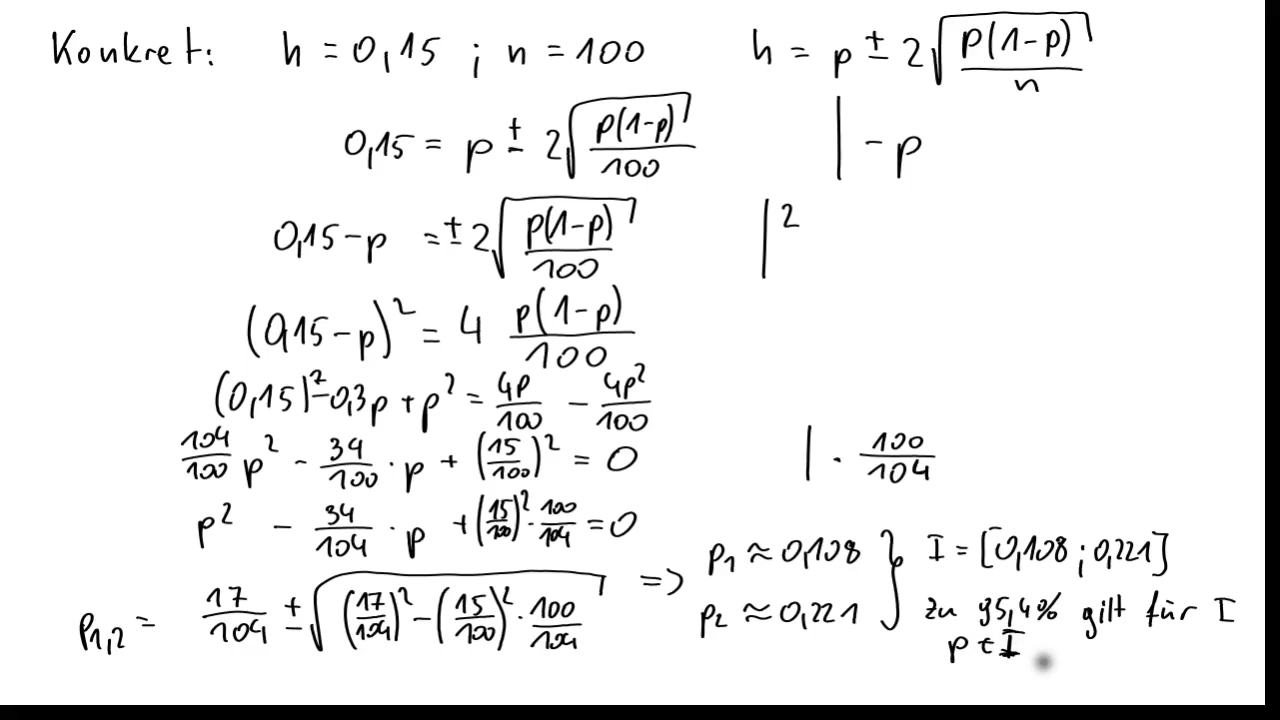 Konkret: h = 0,15 ; n = 100 h = p ± 2√(p(1-p)/n)
0,15 = p ± 2√(p(1-p)/100) | - p
0,15 - p = ± 2√(p(1-p)/100) | ²
(0,15 - p)² = 4 p(1-p)/100
(0,15)² - 0,3p + p² = 4p/100 - 4p²/100
104/100 p² - 34/100 · p + (15/100)² = 0 | · 100/104
p² - 34/104 · p + (15/100)² · 100/104 = 0
p₁,₂ = 17/104 ± √((17/104)² - (15/100)² · 100/104) => p₁ ≈ 0,108
p₂ ≈ 0,221
} I = [0,108 ; 0,221]
zu 95,4% gilt für I
p ∈ I